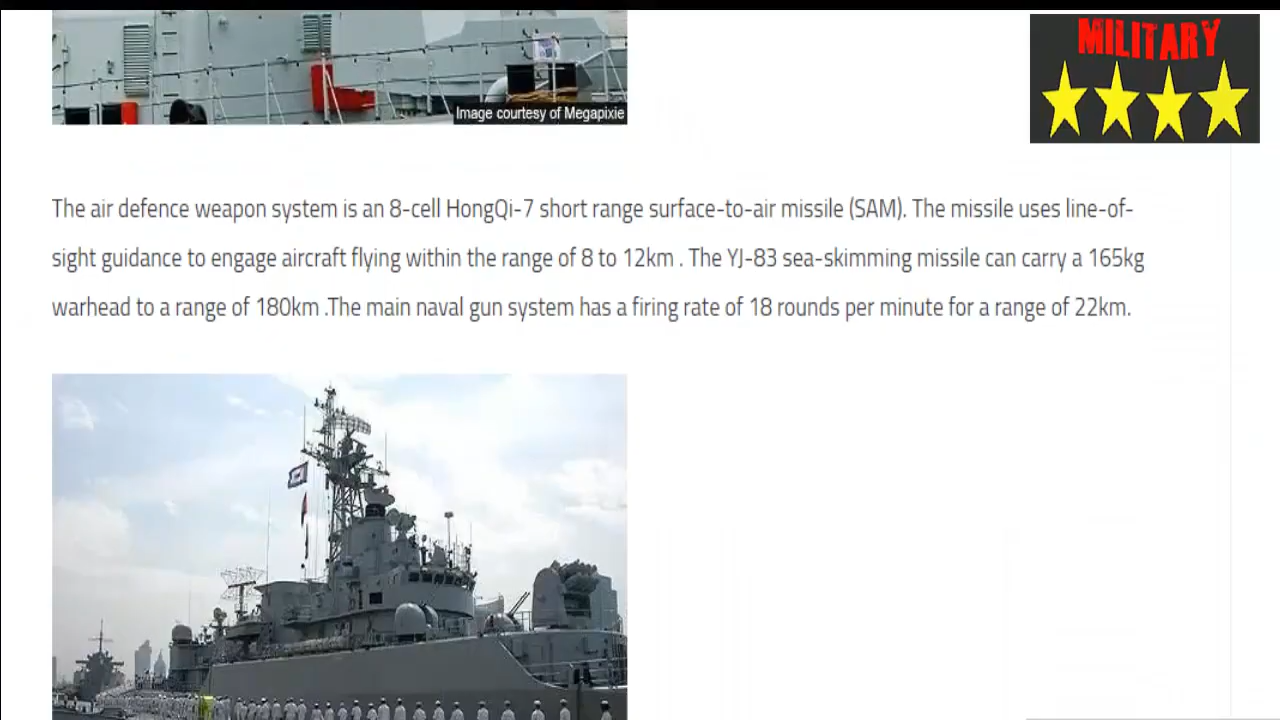 MILITARY
Image courtesy of Megapixie
The air defence weapon system is an 8-cell HongQi-7 short range surface-to-air missile (SAM). The missile uses line-of-
sight guidance to engage aircraft flying within the range of 8 to 12km . The YJ-83 sea-skimming missile can carry a 165kg
warhead to a range of 180km .The main naval gun system has a firing rate of 18 rounds per minute for a range of 22km.